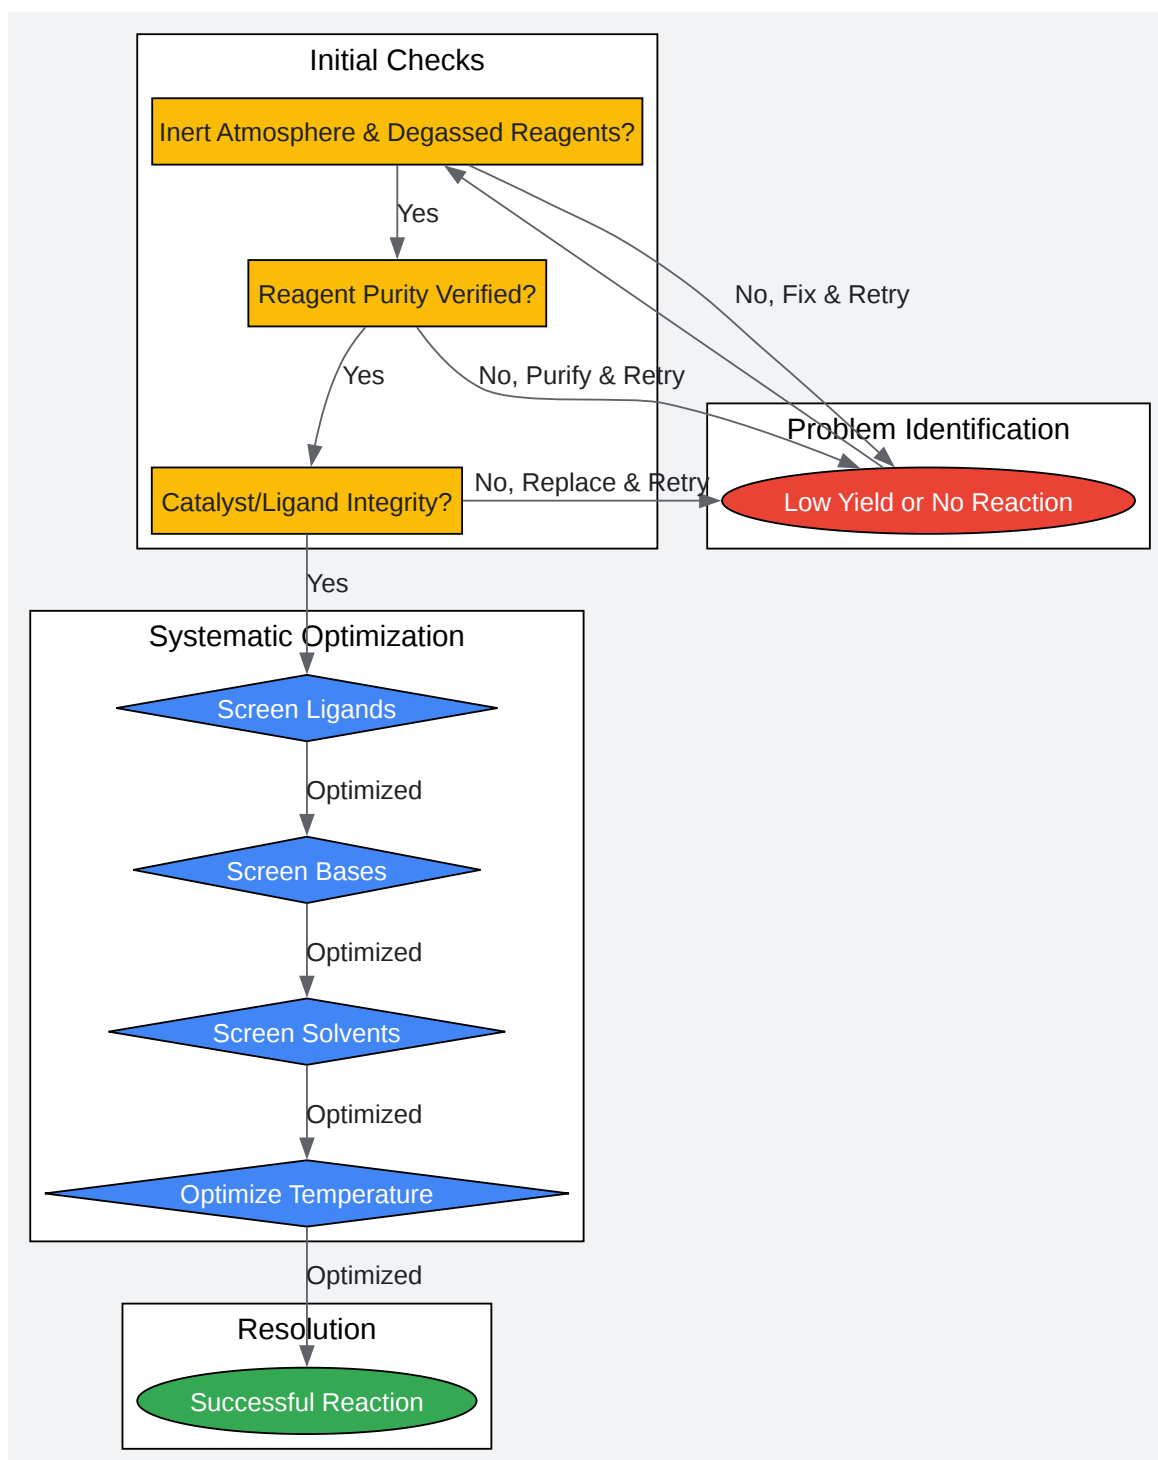 Initial Checks
Inert Atmosphere & Degassed Reagents?
Yes
Reagent Purity Verified?
No, Fix & Retry
Yes
No, Purify & Retry
Problem Identification
Catalyst/Ligand Integrity?
No, Replace & Retry
Low Yield or No Reaction
Yes
Systematic Optimization
Screen Ligands
Optimized
Screen Bases
Optimized
Screen Solvents
Optimized
Optimize Temperature
Optimized
Resolution
Successful Reaction